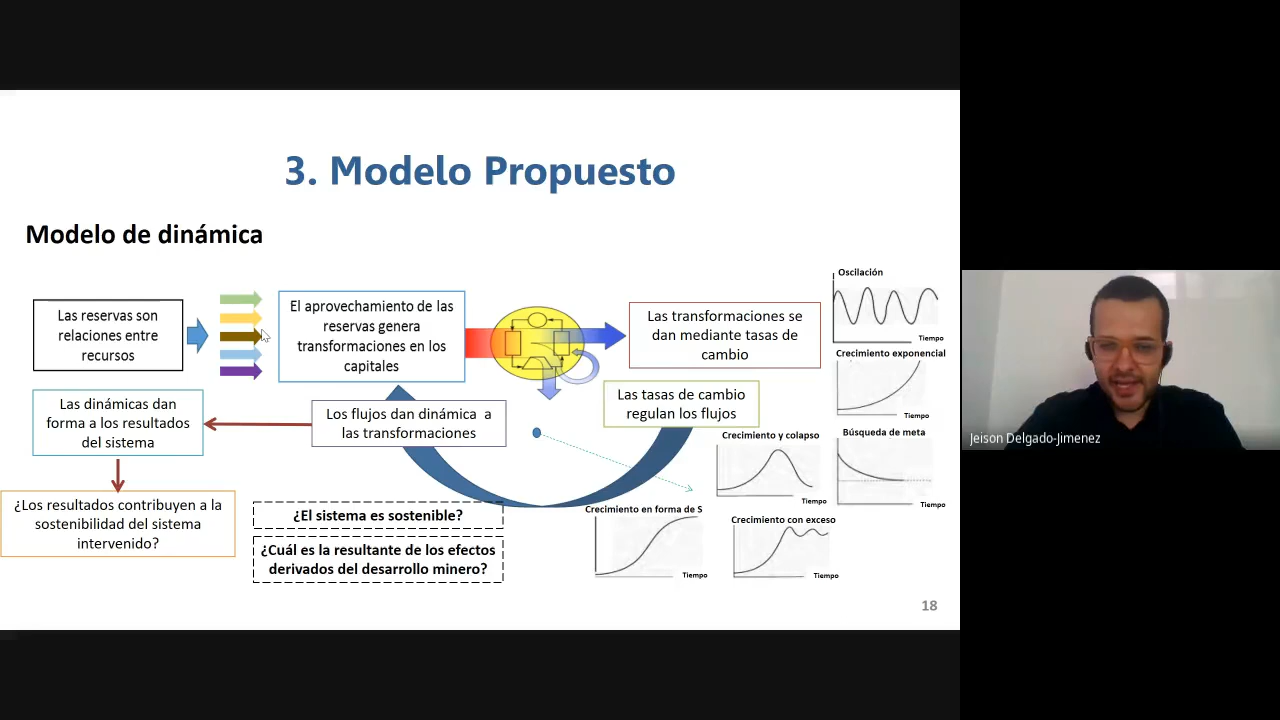 3. Modelo Propuesto
Modelo de dinámica
Las reservas son
relaciones entre
recursos
El aprovechamiento de las
reservas genera
transformaciones en los
capitales
Las transformaciones se
dan mediante tasas de
cambio
Las tasas de cambio
regulan los flujos
Los flujos dan dinámica a
las transformaciones
Las dinámicas dan
forma a los resultados
del sistema
¿Los resultados contribuyen a la
sostenibilidad del sistema
intervenido?
¿El sistema es sostenible?
¿Cuál es la resultante de los efectos
derivados del desarrollo minero?
Oscilación
Tiempo
Crecimiento exponencial
Tiempo
Crecimiento y colapso
Tiempo
Búsqueda de meta
Tiempo
Crecimiento en forma de S
Tiempo
Crecimiento con exceso
Tiempo
18
Jeison Delgado-Jimenez